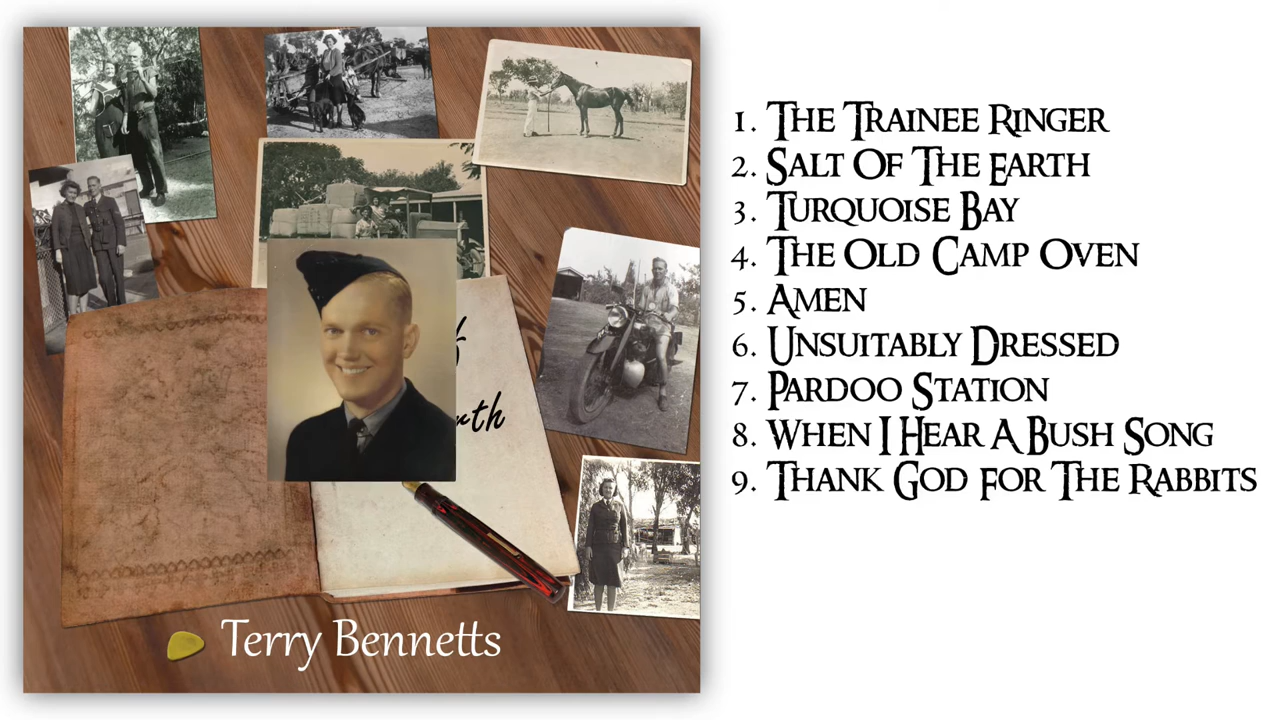 Terry Bennetts
1. The Trainee Ringer
2. Salt Of The Earth
3. Turquoise Bay
4. The Old Camp Oven
5. Amen
6. Unsuitably Dressed
7. Pardoo Station
8. When I Hear A Bush Song
9. Thank God For The Rabbits